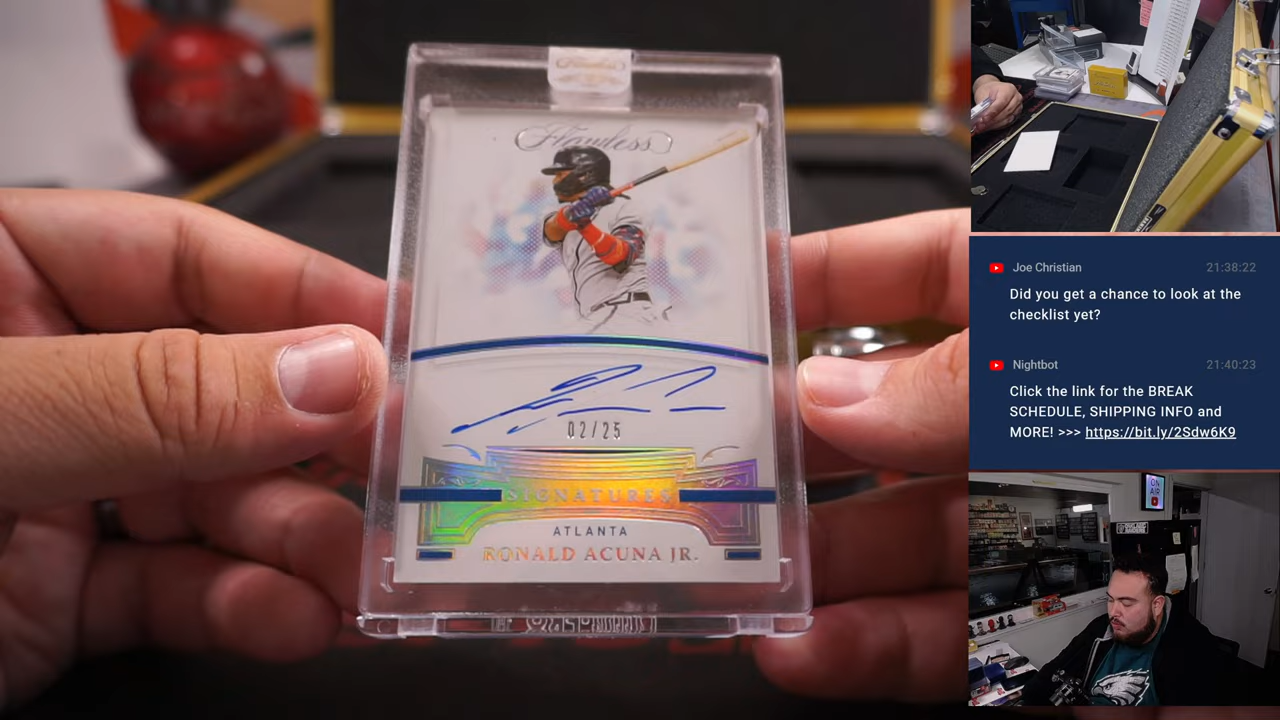 Flawless
02/25
SIGNATURES
ATLANTA
RONALD ACUNA JR.
Joe Christian 21:38:22
Did you get a chance to look at the
checklist yet?
Nightbot 21:40:23
Click the link for the BREAK
SCHEDULE, SHIPPING INFO and
MORE! >>> https://bit.ly/2Sdw6K9
ON
AIR